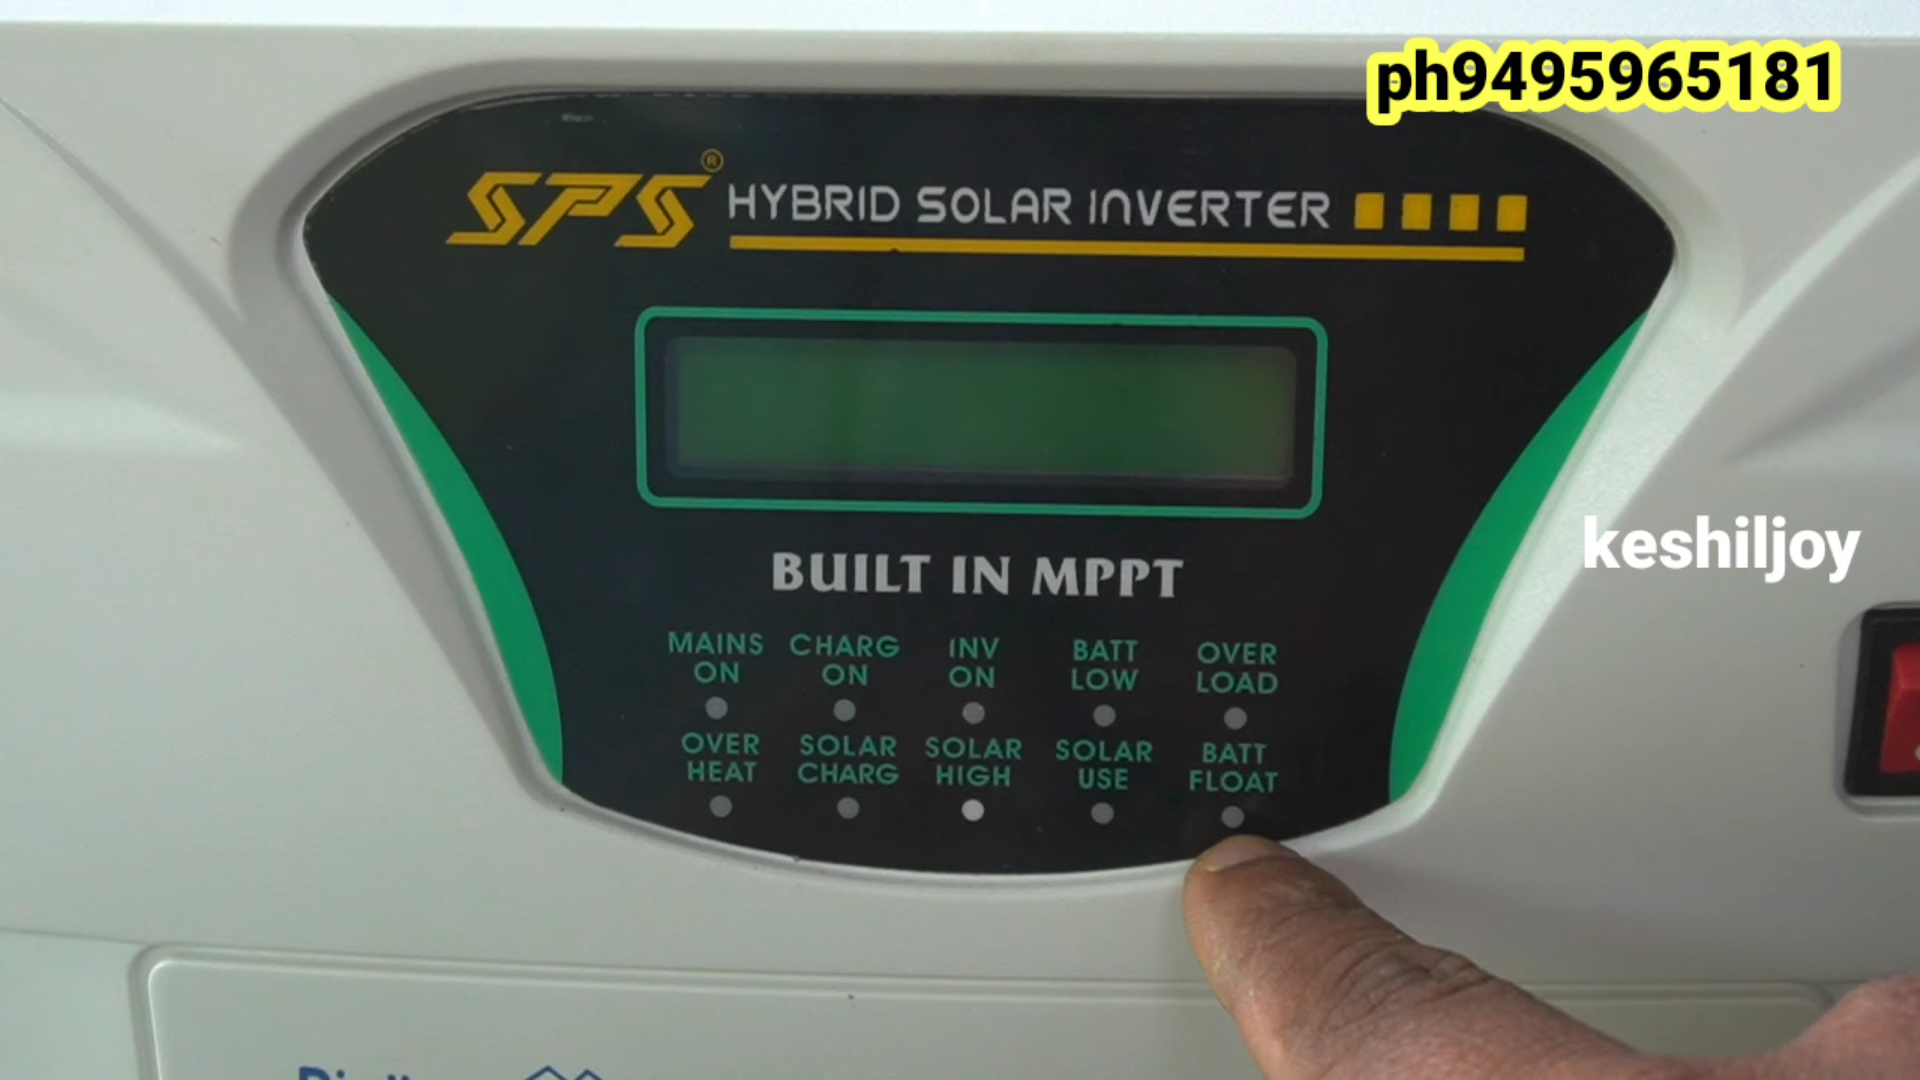 ph9495965181
SPS® HYBRID SOLAR INVERTER
keshiljoy
BUILT IN MPPT
MAINS ON
CHARG ON
INV ON
BATT LOW
OVER LOAD
OVER HEAT
SOLAR CHARG
SOLAR HIGH
SOLAR USE
BATT FLOAT